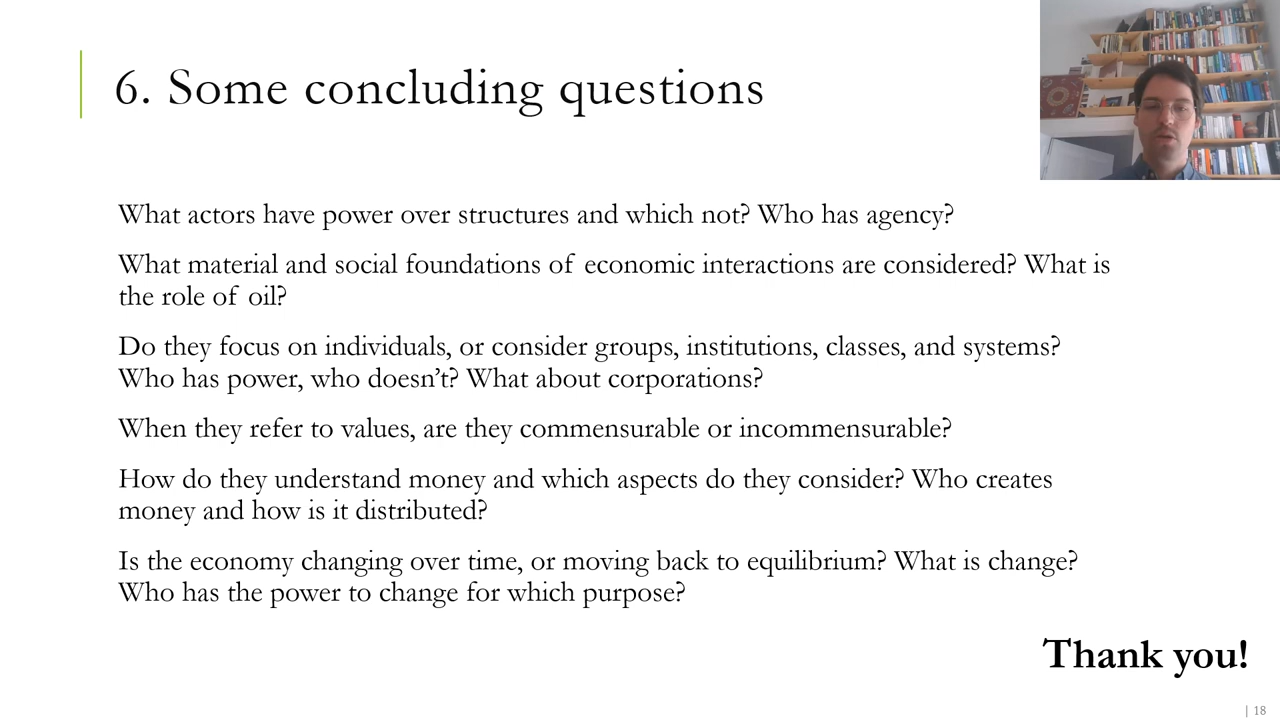 6. Some concluding questions
What actors have power over structures and which not? Who has agency?
What material and social foundations of economic interactions are considered? What is
the role of oil?
Do they focus on individuals, or consider groups, institutions, classes, and systems?
Who has power, who doesn’t? What about corporations?
When they refer to values, are they commensurable or incommensurable?
How do they understand money and which aspects do they consider? Who creates
money and how is it distributed?
Is the economy changing over time, or moving back to equilibrium? What is change?
Who has the power to change for which purpose?
Thank you!
| 18